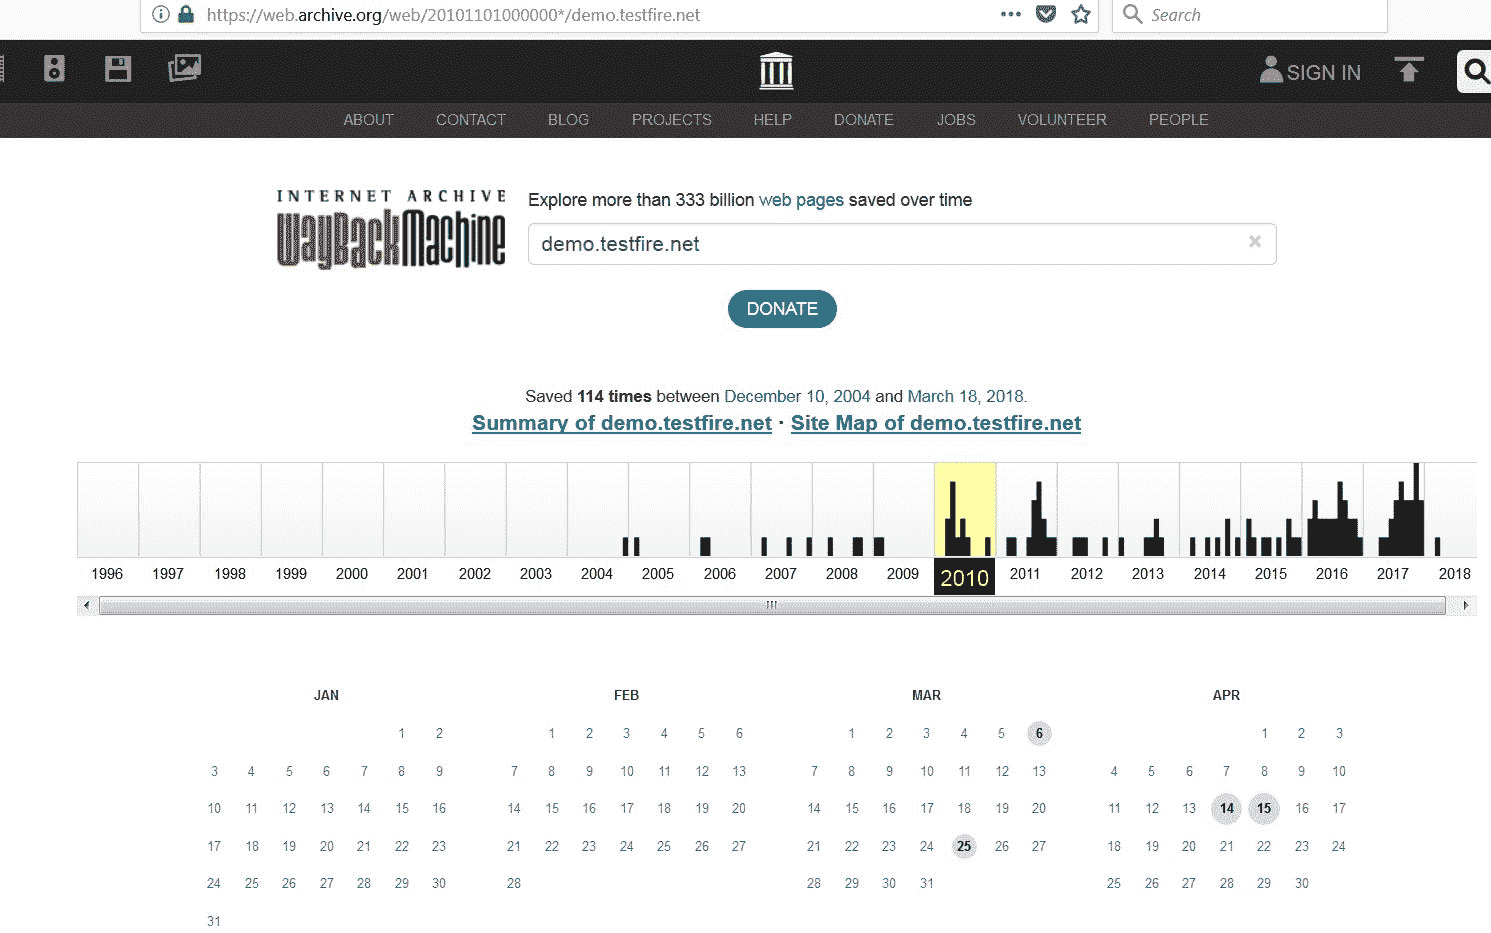 https://web.archive.org/web/20101101000000*/demo.testfire.net
Search
SIGN IN
ABOUT CONTACT BLOG PROJECTS HELP DONATE JOBS VOLUNTEER PEOPLE
INTERNET ARCHIVE
WayBackMachine
Explore more than 333 billion web pages saved over time
demo.testfire.net
DONATE
Saved 114 times between December 10, 2004 and March 18, 2018.
Summary of demo.testfire.net · Site Map of demo.testfire.net
1996 1997 1998 1999 2000 2001 2002 2003 2004 2005 2006 2007 2008 2009 2010 2011 2012 2013 2014 2015 2016 2017 2018
JAN FEB MAR APR
1 2 1 2 3 4 5 6 1 2 3 4 5 6 1 2 3
3 4 5 6 7 8 9 7 8 9 10 11 12 13 7 8 9 10 11 12 13 4 5 6 7 8 9 10
10 11 12 13 14 15 16 14 15 16 17 18 19 20 14 15 16 17 18 19 20 11 12 13 14 15 16 17
17 18 19 20 21 22 23 21 22 23 24 25 26 27 21 22 23 24 25 26 27 18 19 20 21 22 23 24
24 25 26 27 28 29 30 28 28 29 30 31 25 26 27 28 29 30
31